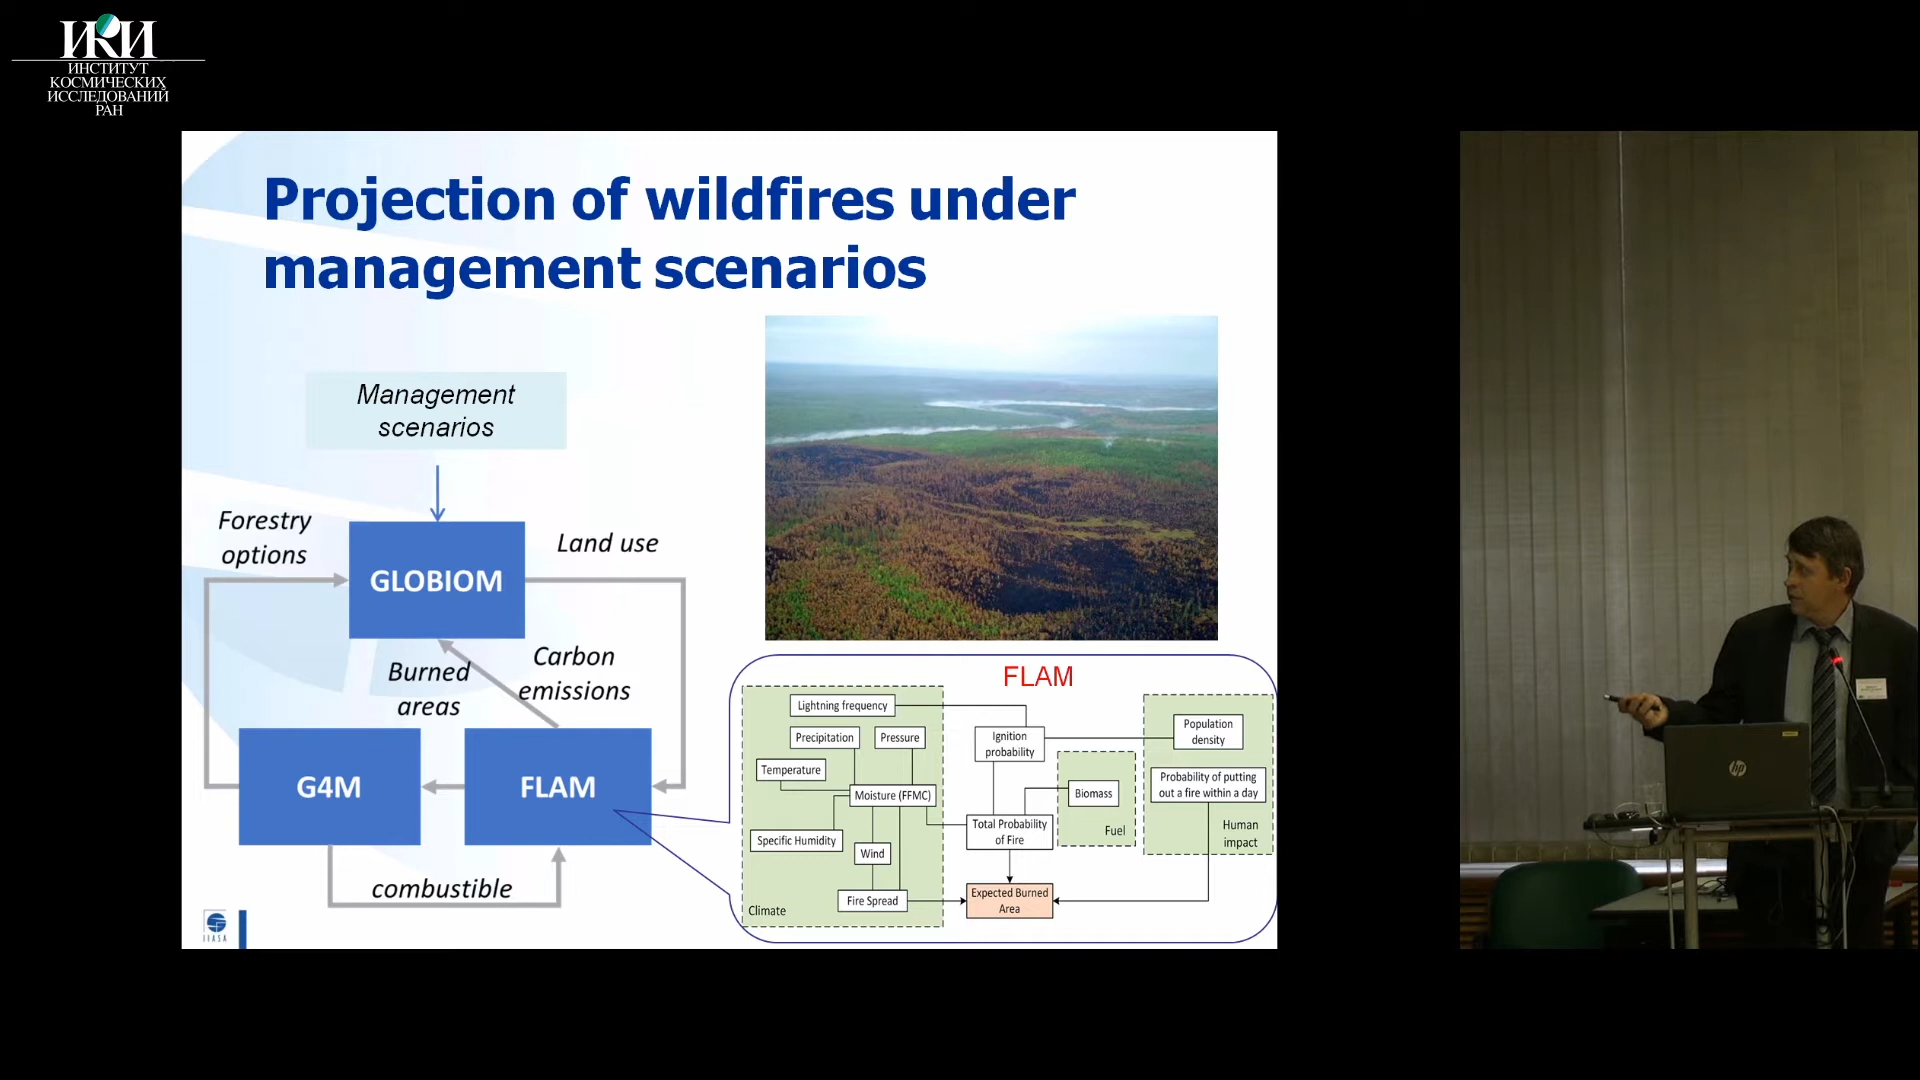 ИКИ
ИНСТИТУТ
КОСМИЧЕСКИХ
ИССЛЕДОВАНИЙ
РАН
Projection of wildfires under
management scenarios
Management
scenarios
Forestry
options
Land use
GLOBIOM
Burned
areas
Carbon
emissions
G4M
FLAM
combustible
IIASA
FLAM
Lightning frequency
Precipitation
Pressure
Temperature
Moisture (FFMC)
Specific Humidity
Wind
Fire Spread
Climate
Ignition
probability
Biomass
Fuel
Total Probability
of Fire
Expected Burned
Area
Population
density
Probability of putting
out a fire within a day
Human
impact
hp